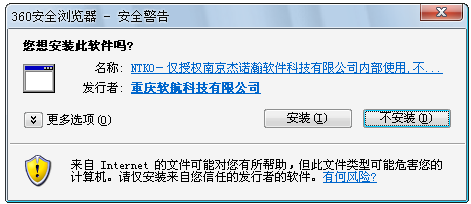 360安全浏览器 - 安全警告
您想安装此软件吗?
名称: NTKO-仅授权南京杰诺瀚软件科技有限公司内部使用,不...
发行者: 重庆软航科技有限公司
更多选项(O) 安装(I) 不安装(D)
来自 Internet 的文件可能对您有所帮助,但此文件类型可能危害您的
计算机。请仅安装来自您信任的发行者的软件。有何风险?